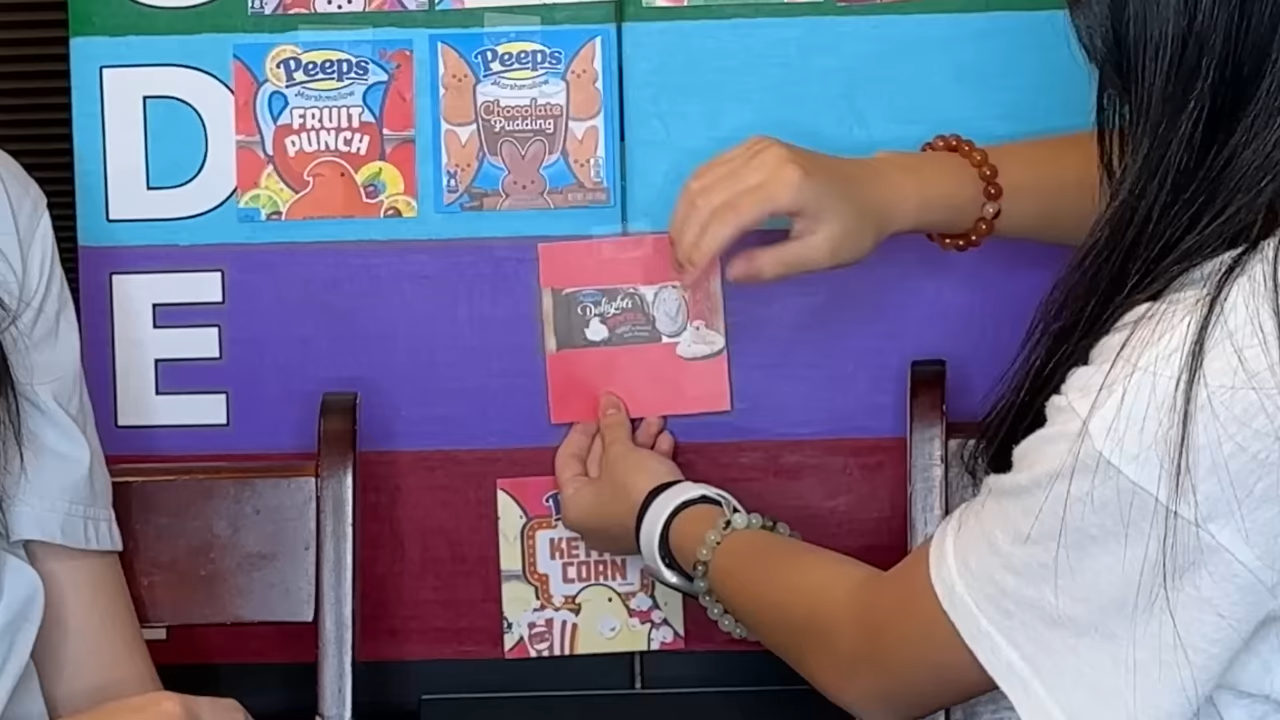 D
Peeps
Marshmallow
FRUIT
PUNCH
Peeps
Marshmallow
Chocolate
Pudding
E
Delights
CORN